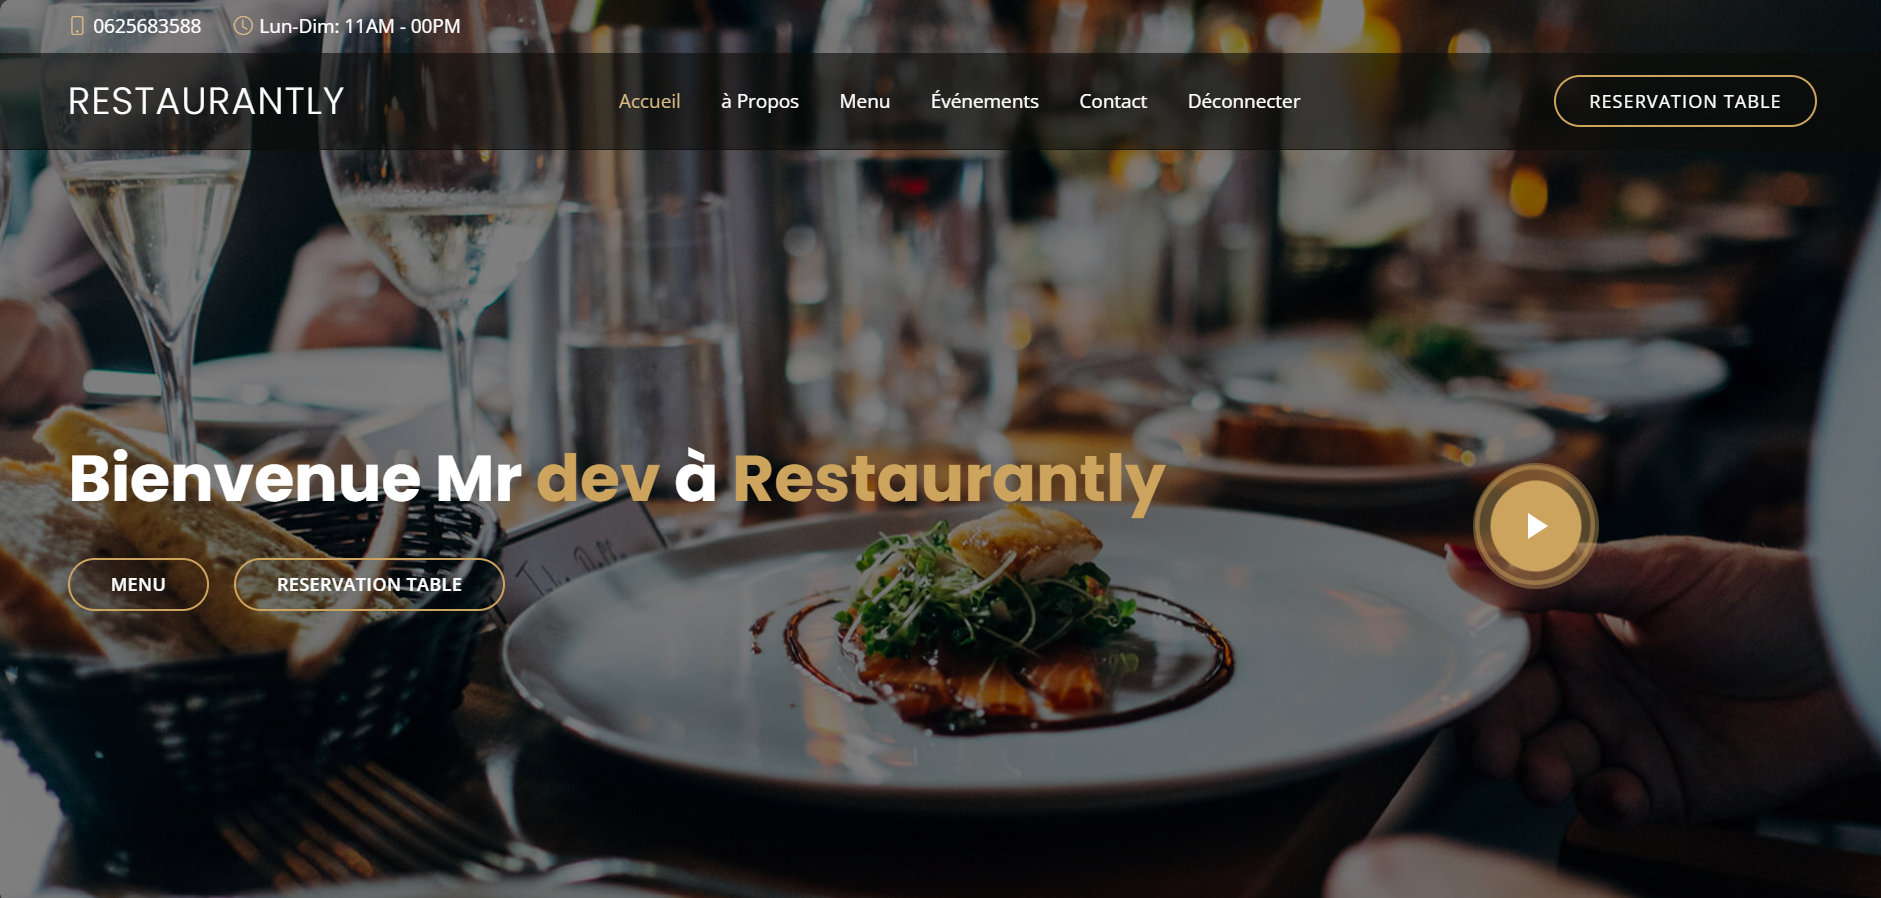 0625683588 Lun-Dim: 11AM - 00PM
RESTAURANTLY Accueil à Propos Menu Événements Contact Déconnecter RESERVATION TABLE
Bienvenue Mr dev à Restaurantly
MENU RESERVATION TABLE